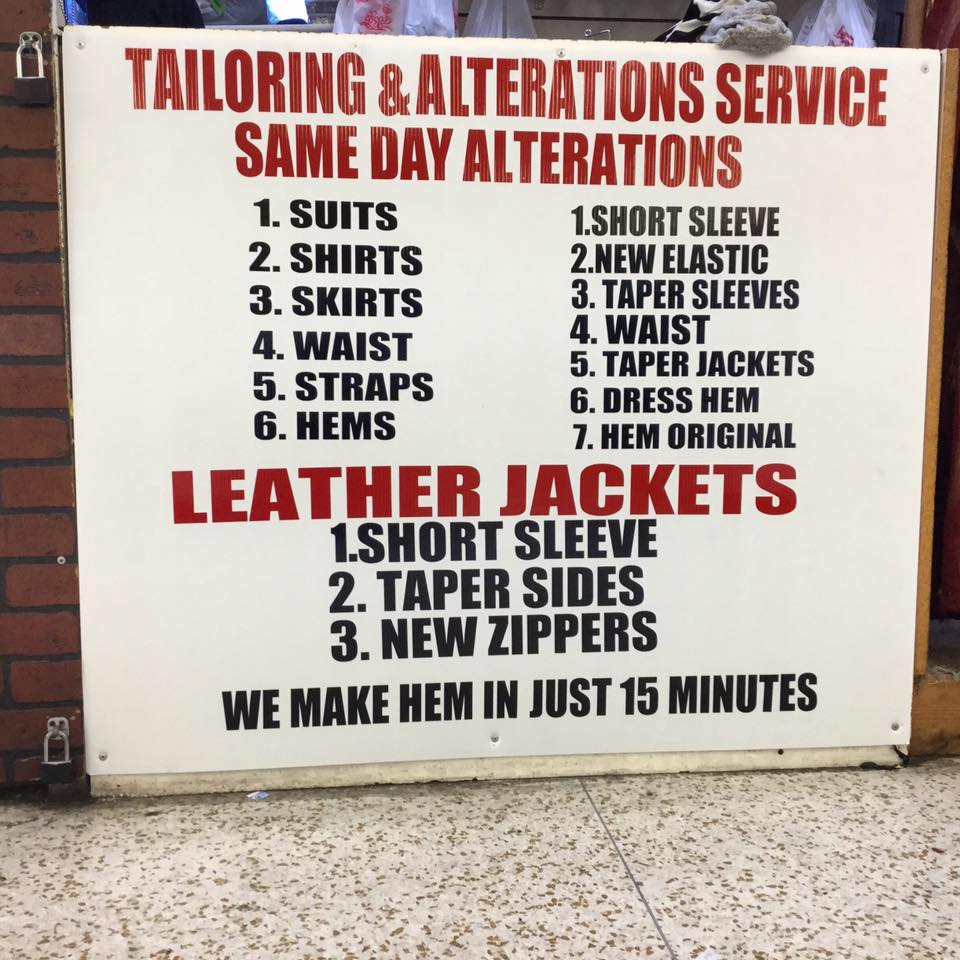 TAILORING & ALTERATIONS SERVICE
SAME DAY ALTERATIONS
1. SUITS
2. SHIRTS
3. SKIRTS
4. WAIST
5. STRAPS
6. HEMS
1.SHORT SLEEVE
2.NEW ELASTIC
3. TAPER SLEEVES
4. WAIST
5. TAPER JACKETS
6. DRESS HEM
7. HEM ORIGINAL
LEATHER JACKETS
1.SHORT SLEEVE
2. TAPER SIDES
3. NEW ZIPPERS
WE MAKE HEM IN JUST 15 MINUTES